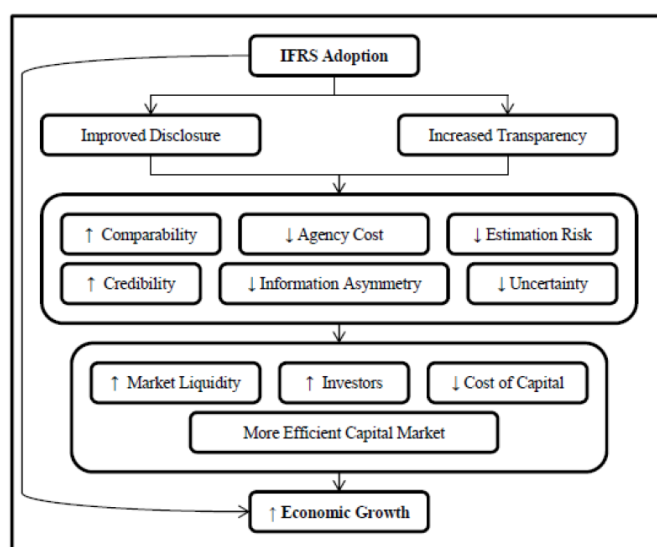 IFRS Adoption
Improved Disclosure
Increased Transparency
↑ Comparability
↓ Agency Cost
↓ Estimation Risk
↑ Credibility
↓ Information Asymmetry
↓ Uncertainty
↑ Market Liquidity
↑ Investors
↓ Cost of Capital
More Efficient Capital Market
↑ Economic Growth